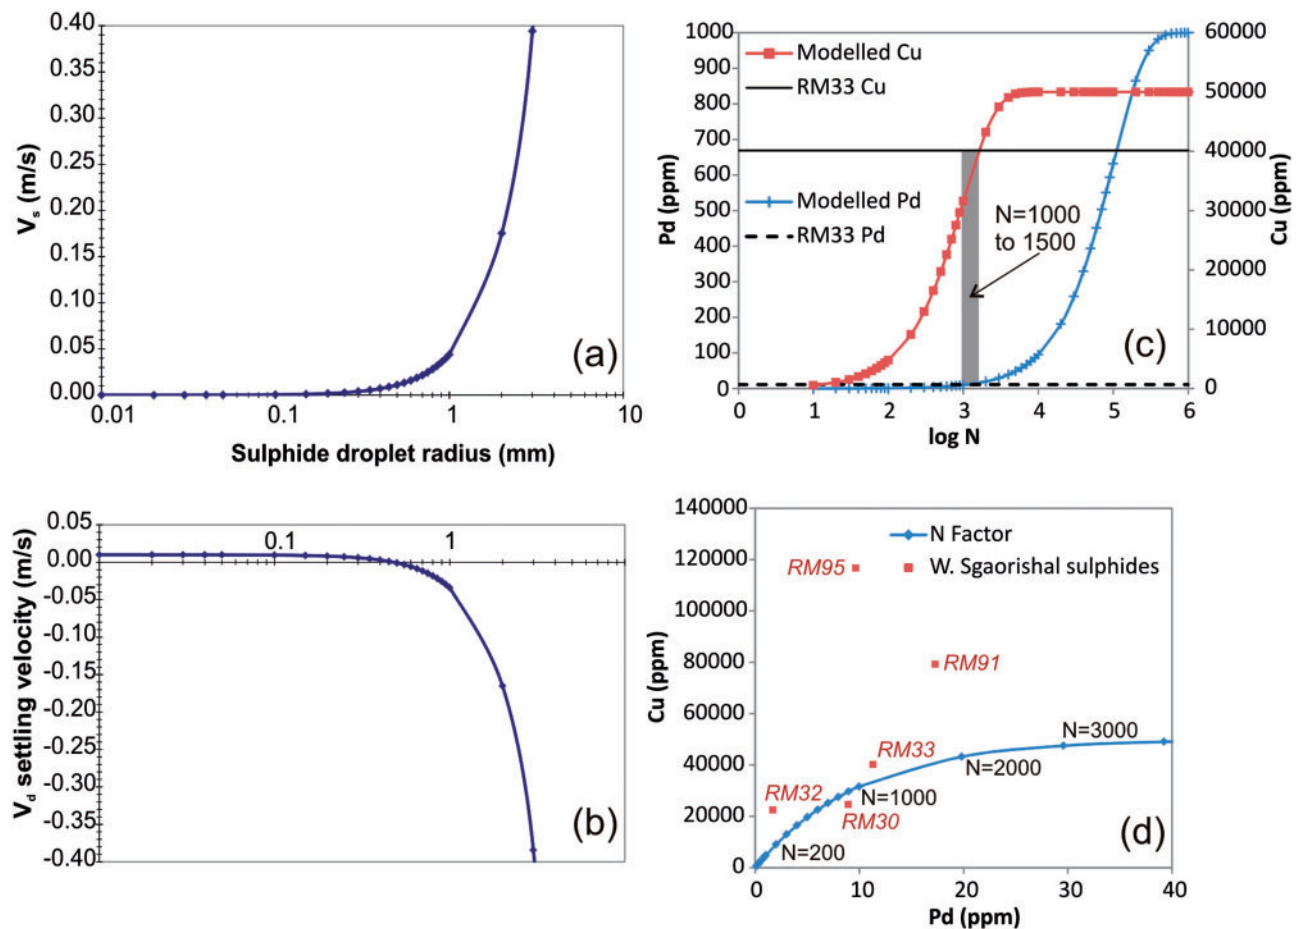 0.40
0.35
0.30
0.25
0.20
0.15
0.10
0.05
0.00
Vs (m/s)
0.01
0.1
1
10
Sulphide droplet radius (mm)
(a)
1000
900
800
700
600
500
400
300
200
100
0
Pd (ppm)
60000
50000
40000
30000
20000
10000
0
Cu (ppm)
Modelled Cu
RM33 Cu
Modelled Pd
RM33 Pd
N=1000
to 1500
(c)
0
1
2
3
4
5
6
log N
0.05
0.00
-0.05
-0.10
-0.15
-0.20
-0.25
-0.30
-0.35
-0.40
Vd settling velocity (m/s)
0.1
1
(b)
140000
120000
100000
80000
60000
40000
20000
0
Cu (ppm)
N Factor
W. Sgaorishal sulphides
RM95
RM91
RM33
RM32
RM30
N=3000
N=2000
N=1000
N=200
(d)
0
10
20
30
40
Pd (ppm)